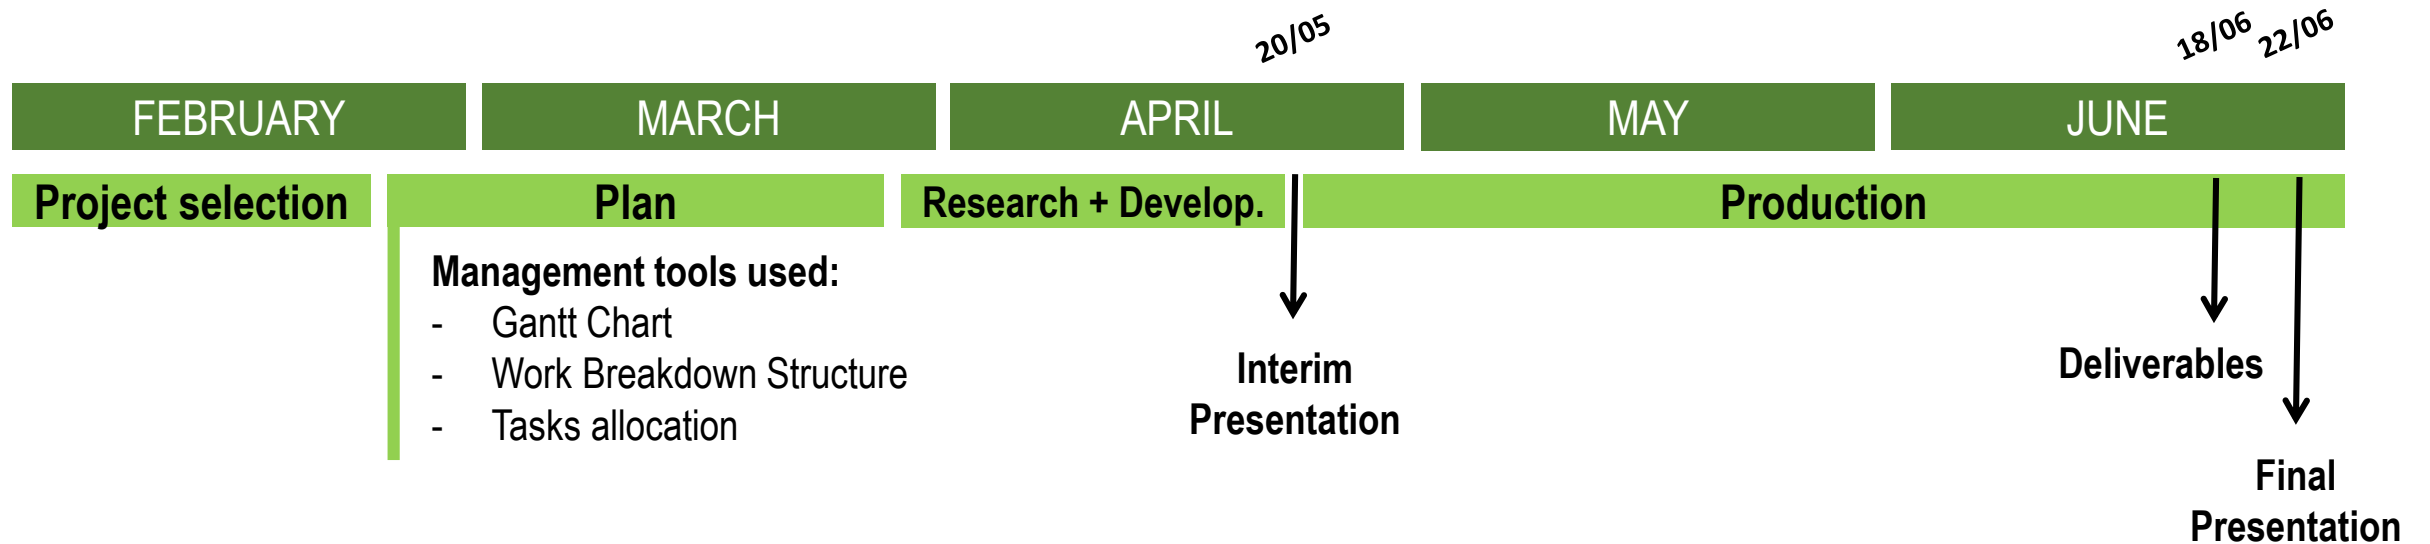 20/05
18/06
22/06
FEBRUARY
MARCH
APRIL
MAY
JUNE
Project selection
Plan
Research + Develop.
Production
Management tools used:
- Gantt Chart
- Work Breakdown Structure
- Tasks allocation
Interim
Presentation
Deliverables
Final
Presentation